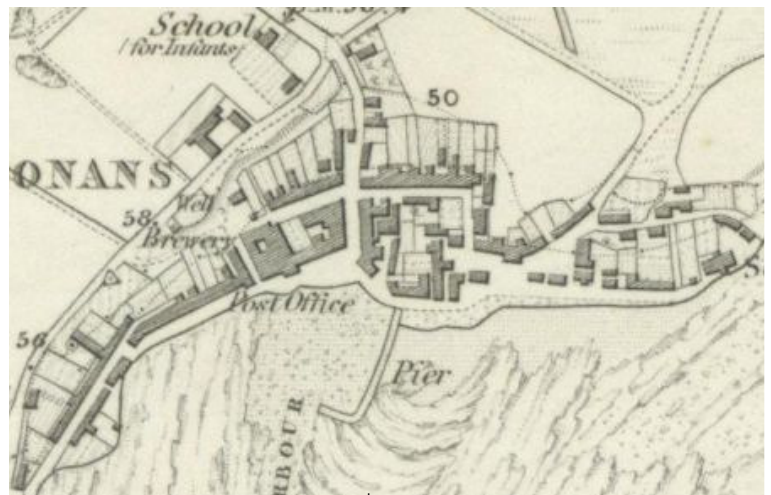 School
(for Infants)
50
ONANS
Well
58
Brewery
Post Office
56
Pier
RBOUR
S